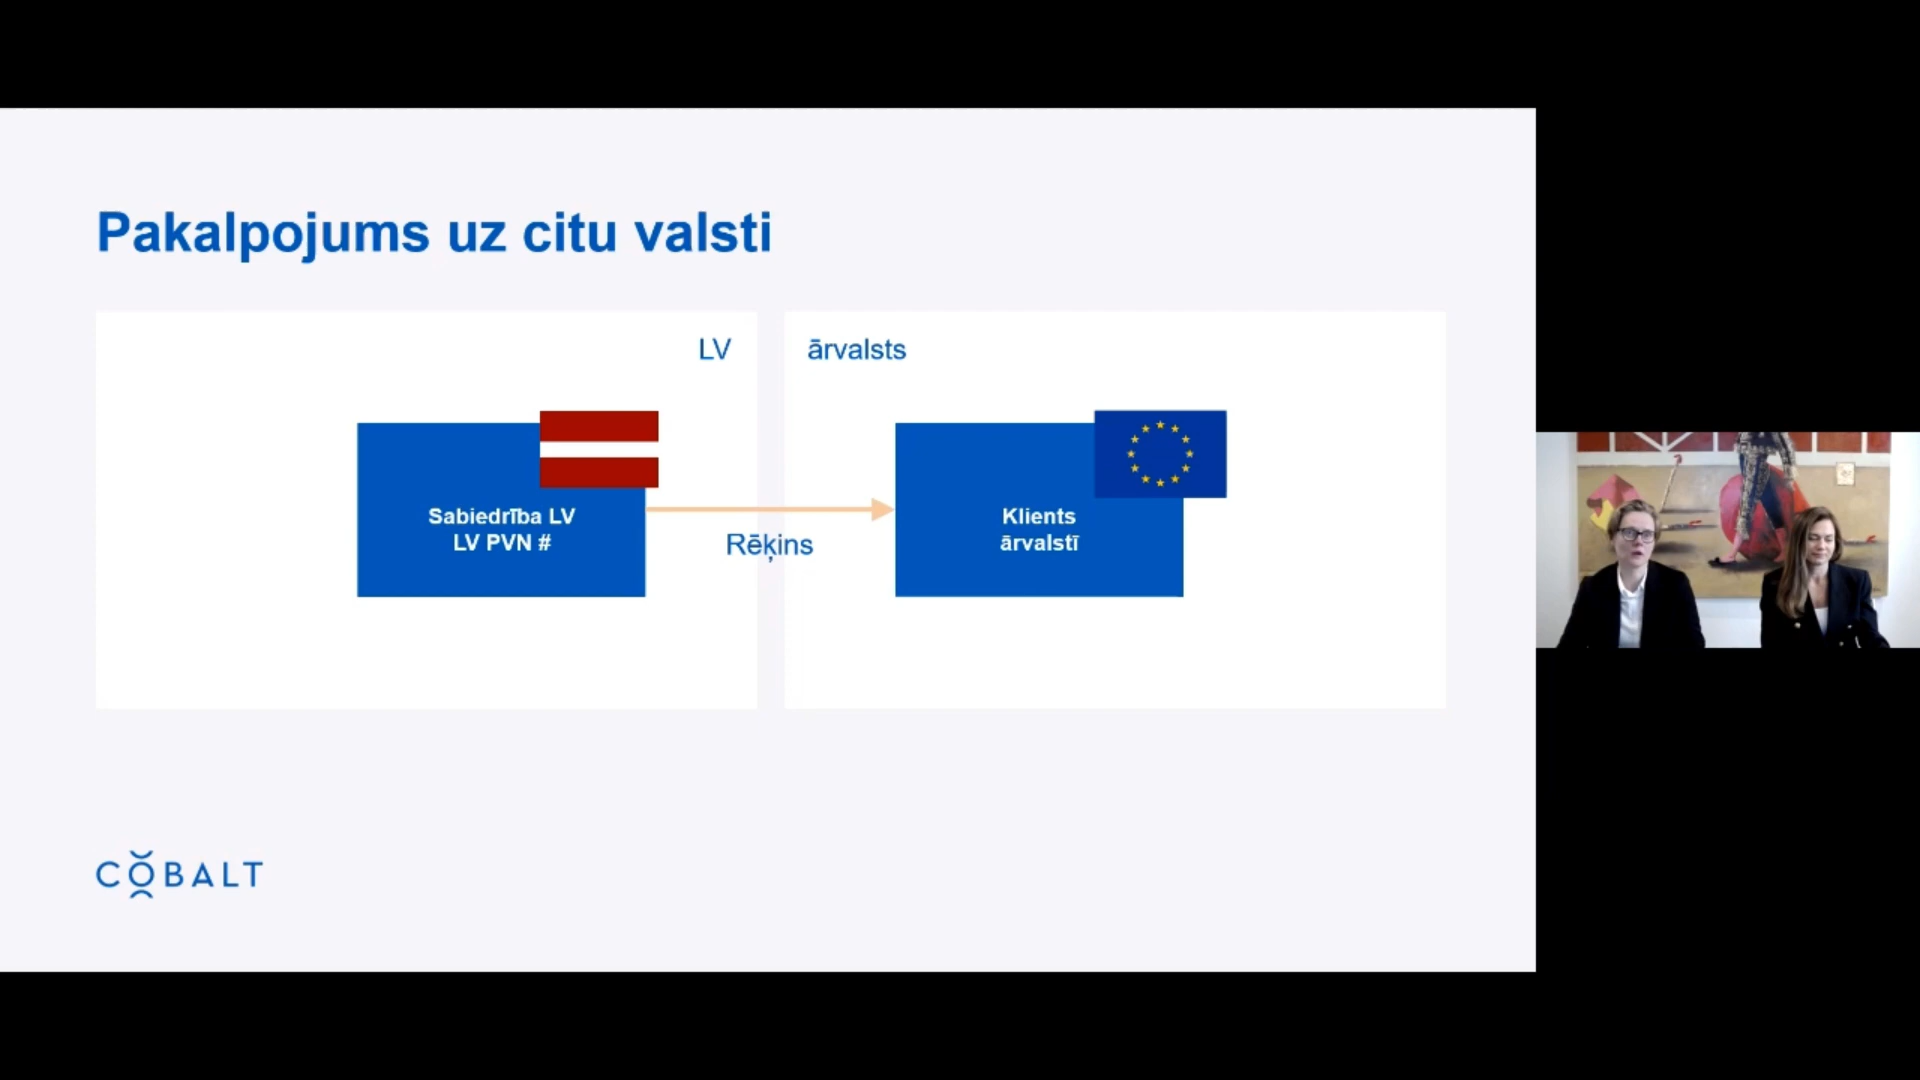 Pakalpojums uz citu valsti
LV
ārvalsts
Sabiedrība LV
LV PVN #
Rēķins
Klients
ārvalstī
COBALT